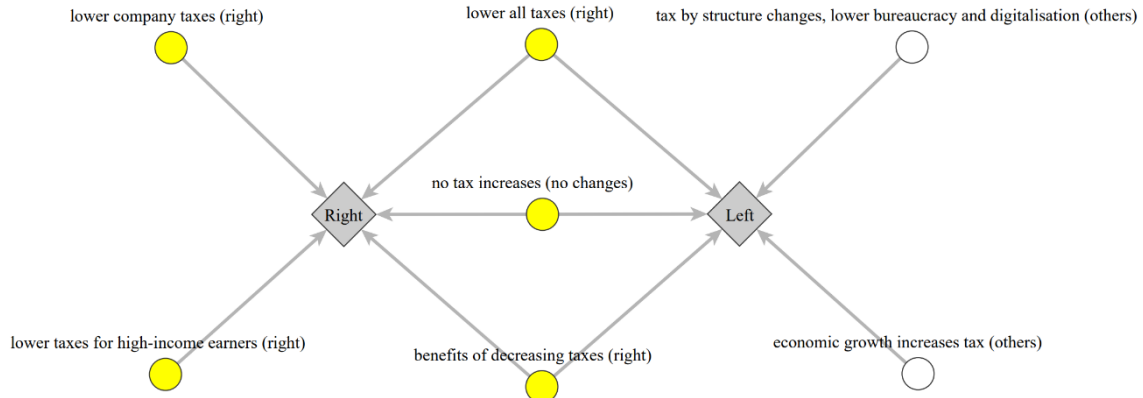 lower company taxes (right)
lower all taxes (right)
tax by structure changes, lower bureaucracy and digitalisation (others)
no tax increases (no changes)
Right
Left
lower taxes for high-income earners (right)
benefits of decreasing taxes (right)
economic growth increases tax (others)